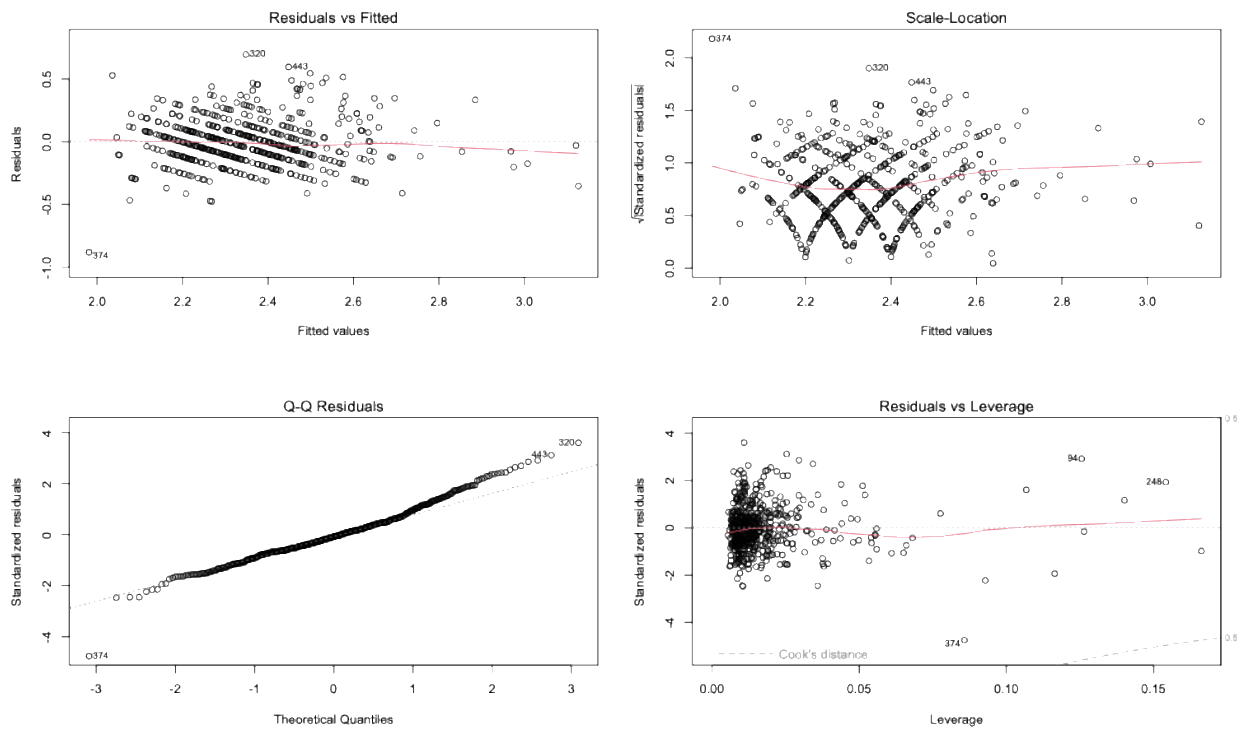 Residuals vs Fitted
Residuals
0.5
0.0
-0.5
-1.0
320
443
374
2.0 2.2 2.4 2.6 2.8 3.0
Fitted values
Scale-Location
√|Standardized residuals|
2.0
1.5
1.0
0.5
0.0
374
320
443
2.0 2.2 2.4 2.6 2.8 3.0
Fitted values
Q-Q Residuals
Standardized residuals
4
2
0
-2
-4
320
443
374
-3 -2 -1 0 1 2 3
Theoretical Quantiles
Residuals vs Leverage
Standardized residuals
4
2
0
-2
-4
94
248
374
Cook's distance
0.5
0.5
0.00 0.05 0.10 0.15
Leverage